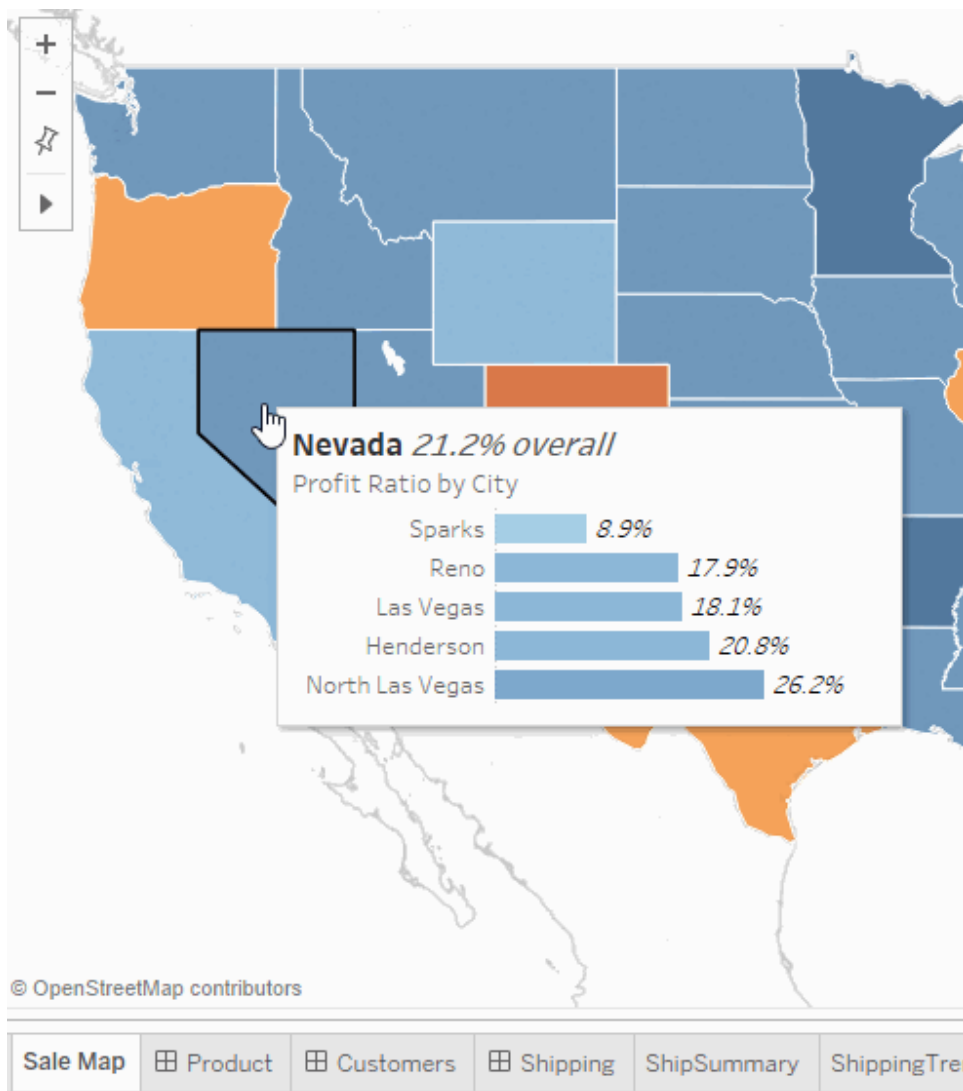 Nevada 21.2% overall
Profit Ratio by City
Sparks 8.9%
Reno 17.9%
Las Vegas 18.1%
Henderson 20.8%
North Las Vegas 26.2%
© OpenStreetMap contributors
Sale Map Product Customers Shipping ShipSummary ShippingTre